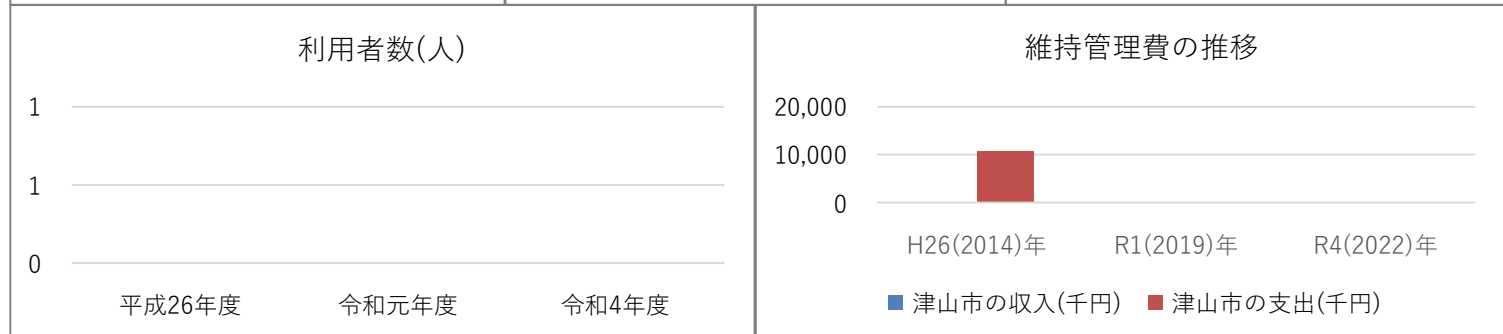 利用者数(人)
1
1
0
平成26年度 令和元年度 令和4年度
維持管理費の推移
20,000
10,000
0
H26(2014)年 R1(2019)年 R4(2022)年
津山市の収入(千円) 津山市の支出(千円)